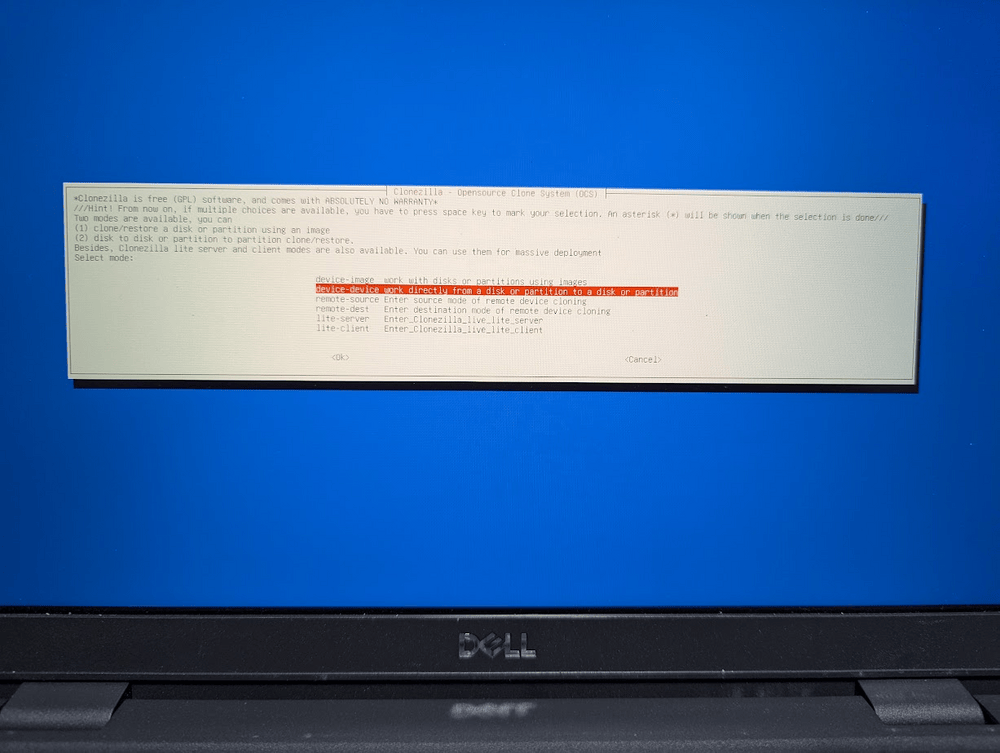 Clonezilla - Opensource Clone System (OCS)
*Clonezilla is free (GPL) software, and comes with ABSOLUTELY NO WARRANTY*
///Hint! From now on, if multiple choices are available, you have to press space key to mark your selection. An asterisk (*) will be shown when the selection is done///
Two modes are available, you can
(1) clone/restore a disk or partition using an image
(2) disk to disk or partition to partition clone/restore.
Besides, Clonezilla lite server and client modes are also available. You can use them for massive deployment
Select mode:
device-image work with disks or partitions using images
device-device work directly from a disk or partition to a disk or partition
remote-source Enter source mode of remote device cloning
remote-dest Enter destination mode of remote device cloning
lite-server Enter_Clonezilla_live_lite_server
lite-client Enter_Clonezilla_live_lite_client
<Ok> <Cancel>
DELL